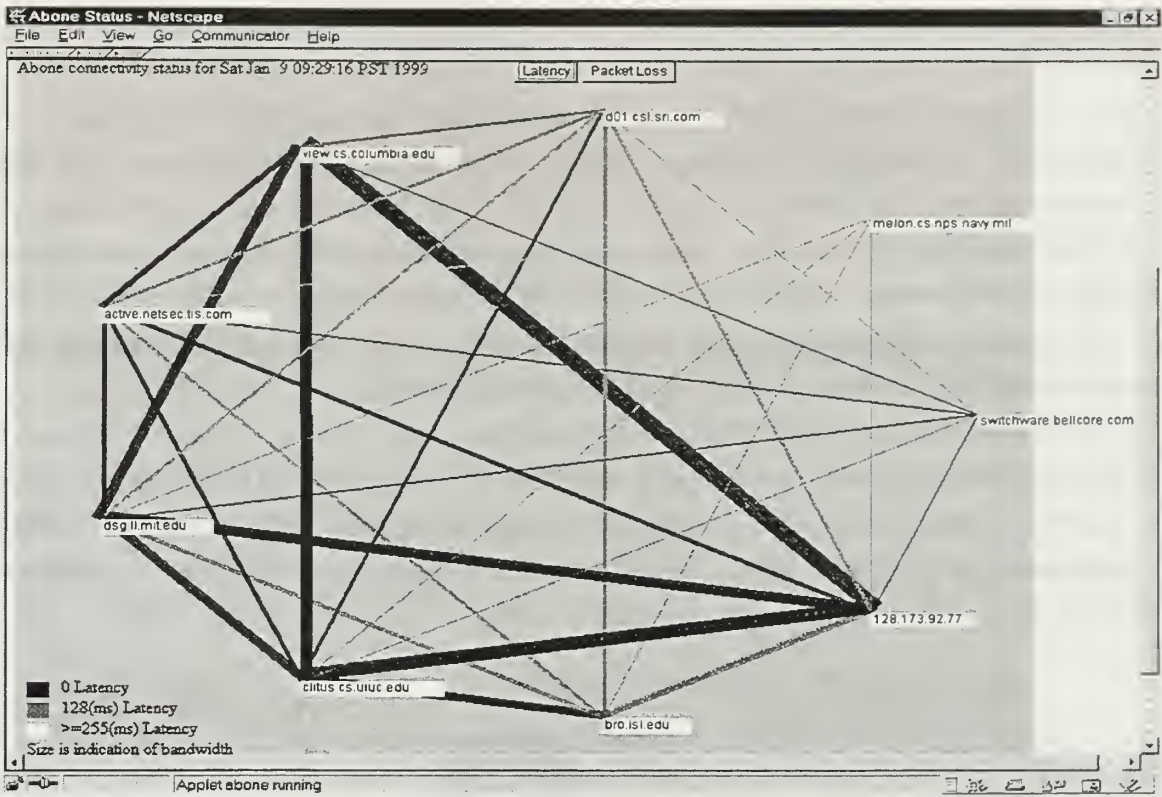 Abone Status - Netscape
File Edit View Go Communicator Help
Abone connectivity status for Sat Jan 9 09:29:16 PST 1999
Latency
Packet Loss
d01.csl.sri.com
view.cs.columbia.edu
melon.cs.nps.navy.mil
active.netsec.tis.com
switchware.bellcore.com
dsg.ll.mit.edu
128.173.92.77
clitus.cs.uiuc.edu
bro.isi.edu
0 Latency
128(ms) Latency
>=255(ms) Latency
Size is indication of bandwidth
Applet abone running